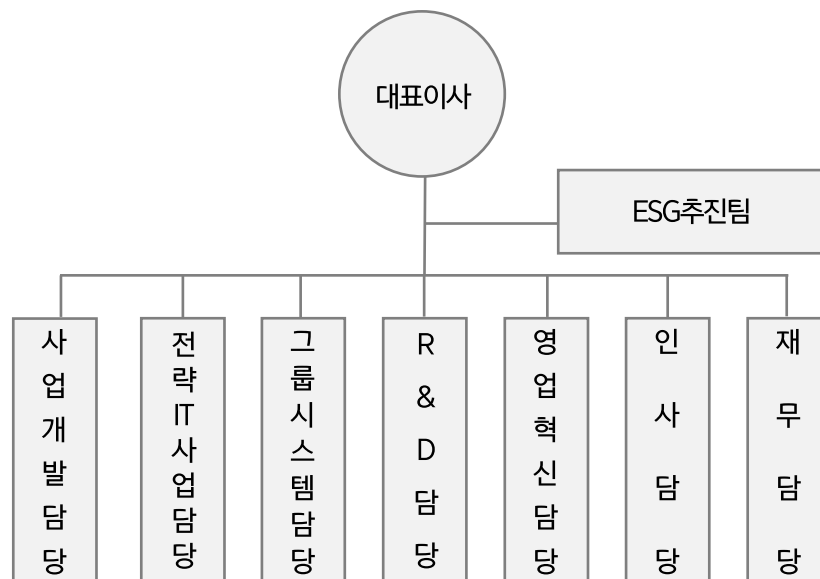 대표이사
ESG추진팀
사업개발담당
전략IT사업담당
그룹시스템담당
R&D담당
영업혁신담당
인사담당
재무담당